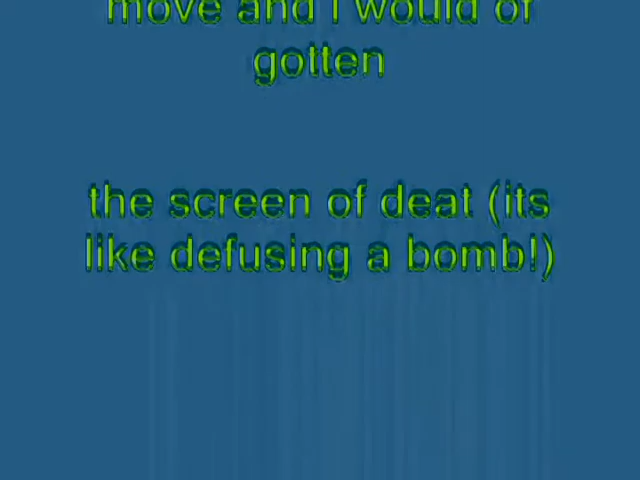 move and I would of
gotten
the screen of deat (its
like defusing a bomb!)